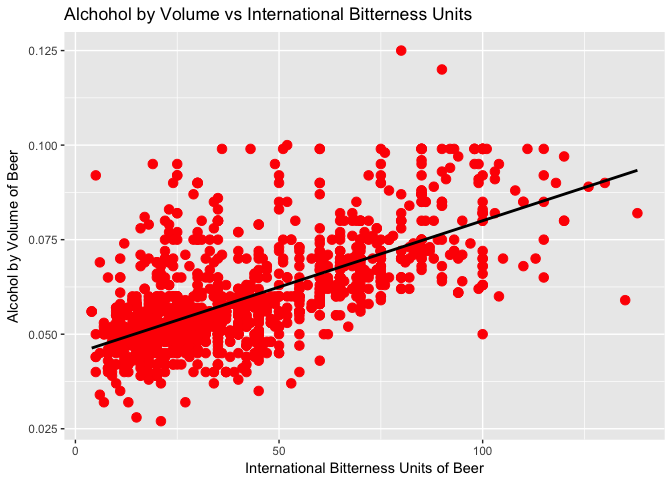 Alchohol by Volume vs International Bitterness Units
Alcohol by Volume of Beer
0.125
0.100
0.075
0.050
0.025
0
50
100
International Bitterness Units of Beer